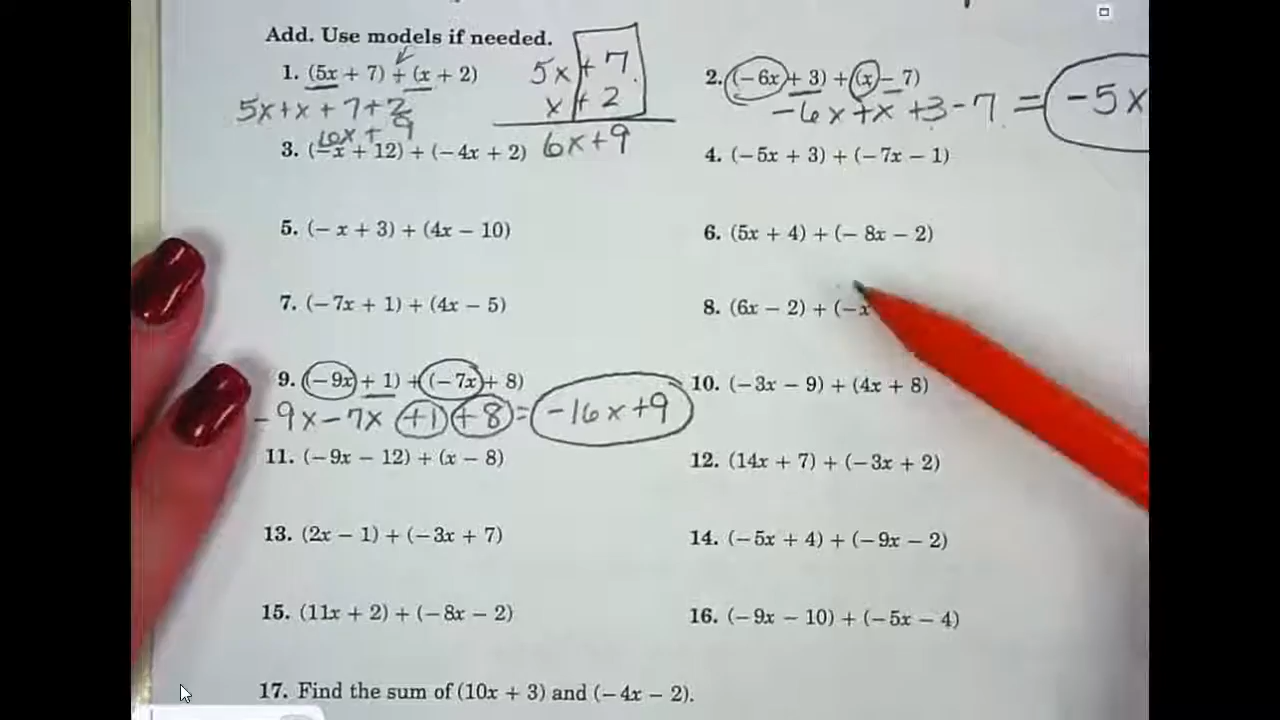 Add. Use models if needed.
1. (5x + 7) + (x + 2)
5x + 7
x + 2
6x+9
5x+x+7+2
6x + 9
2. (−6x + 3) + (x − 7)
-6x+x +3-7 = -5x
3. (−x + 12) + (−4x + 2)
4. (−5x + 3) + (−7x − 1)
5. (− x + 3) + (4x − 10)
6. (5x + 4) + (− 8x − 2)
7. (− 7x + 1) + (4x − 5)
8. (6x − 2) + (−x
9. (−9x + 1) + (−7x + 8)
-9x-7x +1 +8 = -16x+9
10. (−3x − 9) + (4x + 8)
11. (−9x − 12) + (x − 8)
12. (14x + 7) + (−3x + 2)
13. (2x − 1) + (−3x + 7)
14. (−5x + 4) + (−9x − 2)
15. (11x + 2) + (−8x − 2)
16. (−9x − 10) + (−5x − 4)
17. Find the sum of (10x + 3) and (−4x − 2).